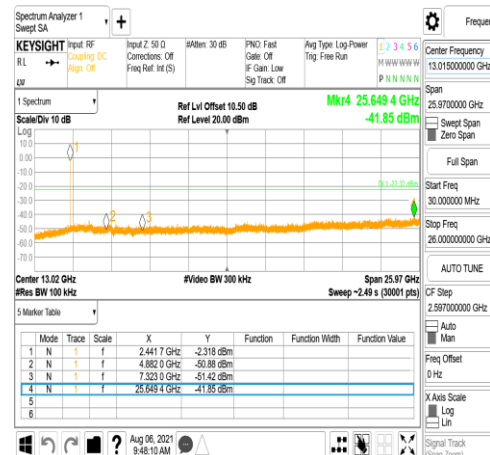 Spectrum Analyzer 1
Swept SA
+
KEYSIGHT
RL
Input: RF
Coupling: DC
Align: Off
Input Z: 50 Ω
Corrections: Off
Freq Ref: Int (S)
#Atten: 30 dB
PNO: Fast
Gate: Off
IF Gain: Low
Sig Track: Off
Avg Type: Log-Power
Trig: Free Run
1 2 3 4 5 6
M W W W W W
P N N N N N
1 Spectrum
Scale/Div 10 dB
Ref Lvl Offset 10.50 dB
Ref Level 20.00 dBm
Mkr4 25.649 4 GHz
-41.85 dBm
Log
10.0
0.00
-10.0
-20.0
-30.0
-40.0
-50.0
-60.0
-70.0
1
2
3
Center 13.02 GHz
#Res BW 100 kHz
#Video BW 300 kHz
Span 25.97 GHz
Sweep ~2.49 s (30001 pts)
5 Marker Table
Mode Trace Scale X Y Function Function Width Function Value
1 N 1 f 2.441 7 GHz -2.318 dBm
2 N 1 f 4.882 0 GHz -50.88 dBm
3 N 1 f 7.323 0 GHz -51.42 dBm
4 N 1 f 25.649 4 GHz -41.85 dBm
5
6
?
Aug 06, 2021
9:48:10 AM
Frequen
Center Frequency
13.015000000 GHz
Span
25.9700000 GHz
Swept Span
Zero Span
Full Span
Start Freq
30.000000 MHz
Stop Freq
26.000000000 GHz
AUTO TUNE
CF Step
2.597000000 GHz
Auto
Man
Freq Offset
0 Hz
X Axis Scale
Log
Lin
Signal Track